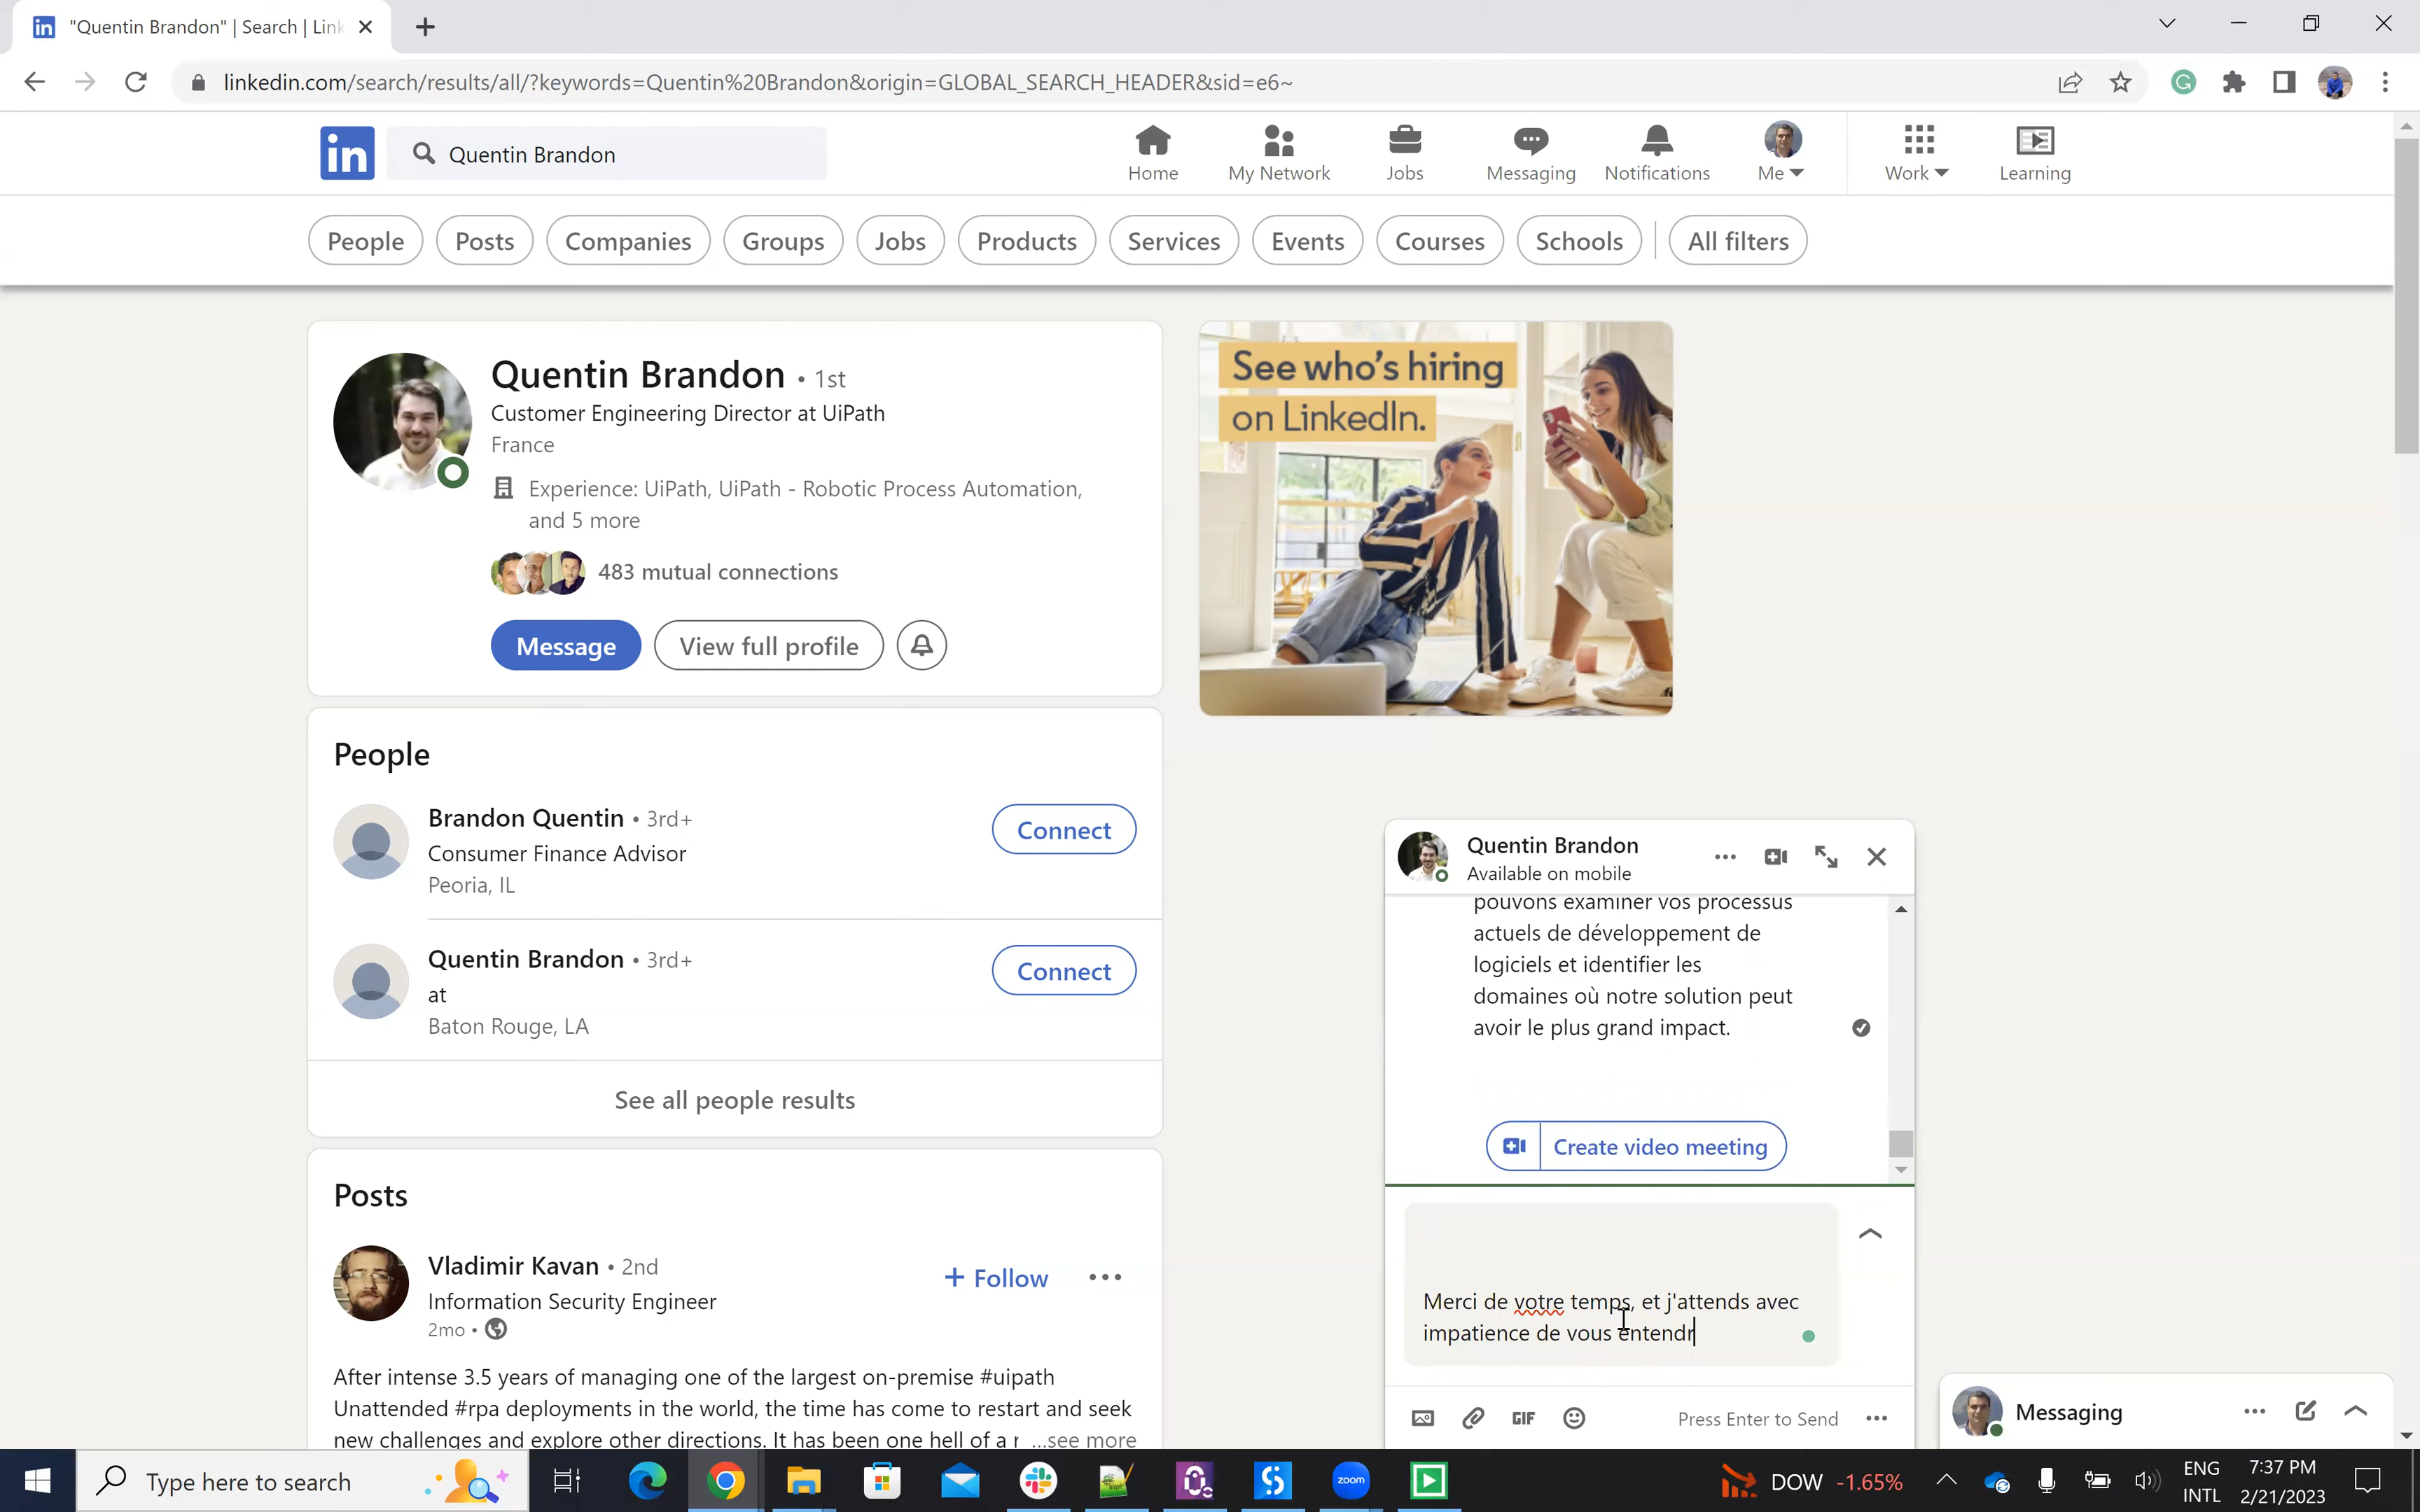 "Quentin Brandon" | Search | Link
linkedin.com/search/results/all/?keywords=Quentin%20Brandon&origin=GLOBAL_SEARCH_HEADER&sid=e6~
in
Quentin Brandon
Home
My Network
Jobs
Messaging
Notifications
Me
Work
Learning
People
Posts
Companies
Groups
Jobs
Products
Services
Events
Courses
Schools
All filters
Quentin Brandon • 1st
Customer Engineering Director at UiPath
France
Experience: UiPath, UiPath - Robotic Process Automation,
and 5 more
483 mutual connections
Message
View full profile
See who's hiring
on LinkedIn.
People
Brandon Quentin • 3rd+
Consumer Finance Advisor
Peoria, IL
Connect
Quentin Brandon • 3rd+
at
Baton Rouge, LA
Connect
See all people results
Posts
Vladimir Kavan • 2nd
Information Security Engineer
2mo •
+ Follow
After intense 3.5 years of managing one of the largest on-premise #uipath
Unattended #rpa deployments in the world, the time has come to restart and seek
new challenges and explore other directions. It has been one hell of a r ...see more
Quentin Brandon
Available on mobile
pouvons examiner vos processus
actuels de développement de
logiciels et identifier les
domaines où notre solution peut
avoir le plus grand impact.
Create video meeting
Merci de votre temps, et j'attends avec
impatience de vous entendr
GIF
Press Enter to Send
Messaging
Type here to search
zoom
DOW -1.65%
ENG
INTL
7:37 PM
2/21/2023